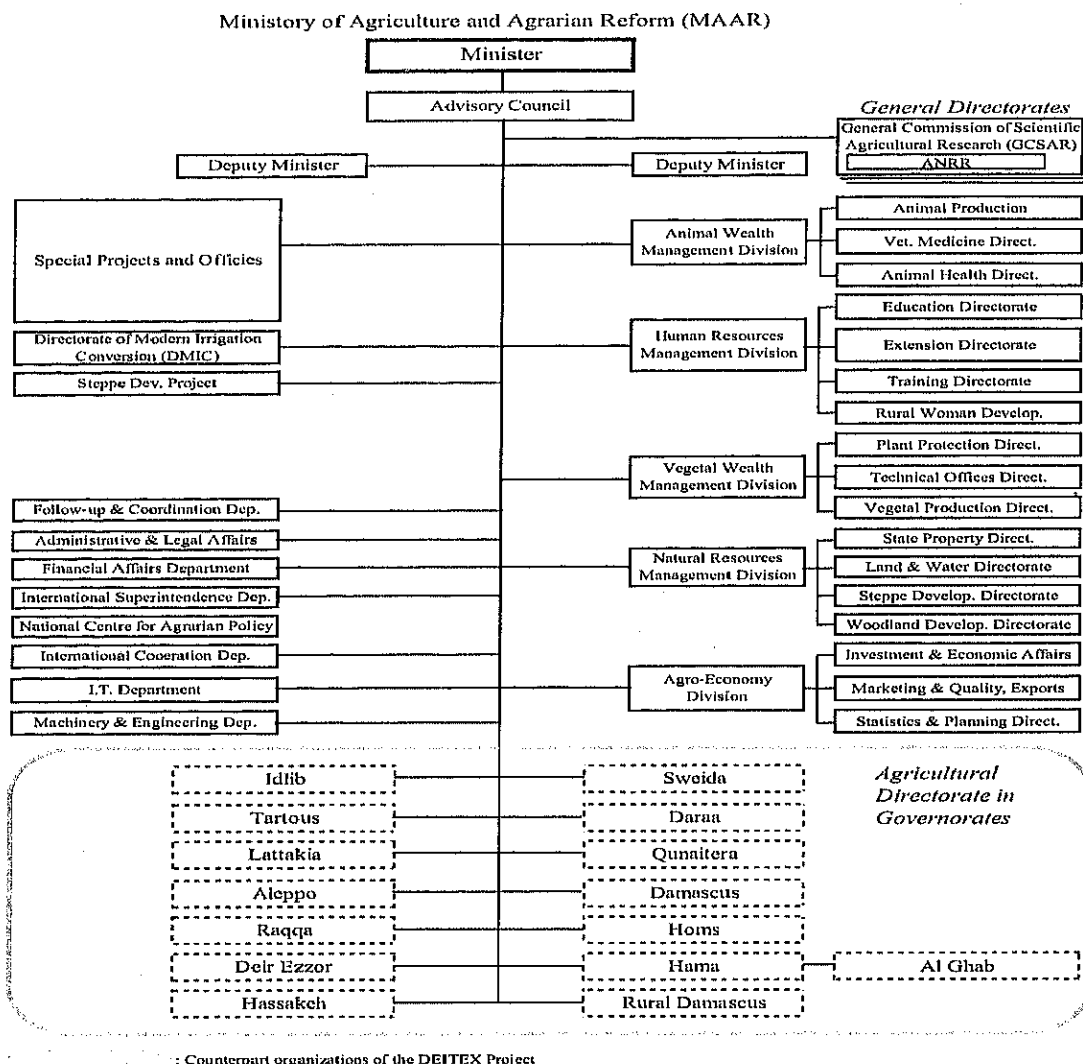 Ministory of Agriculture and Agrarian Reform (MAAR)
Minister
Advisory Council
General Directorates
General Commission of Scientific
Agricultural Research (GCSAR)
ANRR
Deputy Minister
Deputy Minister
Special Projects and Officies
Directorate of Modern Irrigation
Conversion (DMIC)
Steppe Dev. Project
Follow-up & Coordination Dep.
Administrative & Legal Affairs
Financial Affairs Department
International Superintendence Dep.
National Centre for Agrarian Policy
International Cooeration Dep.
I.T. Department
Machinery & Engineering Dep.
Animal Wealth
Management Division
Animal Production
Vet. Medicine Direct.
Animal Health Direct.
Human Resources
Management Division
Education Directorate
Extension Directorate
Training Directorate
Rural Woman Develop.
Vegetal Wealth
Management Division
Plant Protection Direct.
Technical Offices Direct.
Vegetal Production Direct.
Natural Resources
Management Division
State Property Direct.
Land & Water Directorate
Steppe Develop. Directorate
Woodland Develop. Directorate
Agro-Economy
Division
Investment & Economic Affairs
Marketing & Quality, Exports
Statistics & Planning Direct.
Agricultural
Directorate in
Governorates
Idlib
Sweida
Tartous
Daraa
Lattakia
Qunaitera
Aleppo
Damascus
Raqqa
Homs
Deir Ezzor
Hama
Al Ghab
Hassakeh
Rural Damascus
: Counterpart organizations of the DEITEX Project